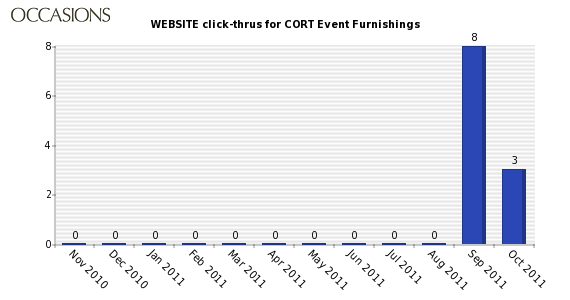 OCCASIONS
WEBSITE click-thrus for CORT Event Furnishings
8
6
4
2
0
0 0 0 0 0 0 0 0 0 0 8 3
Nov 2010 Dec 2010 Jan 2011 Feb 2011 Mar 2011 Apr 2011 May 2011 Jun 2011 Jul 2011 Aug 2011 Sep 2011 Oct 2011